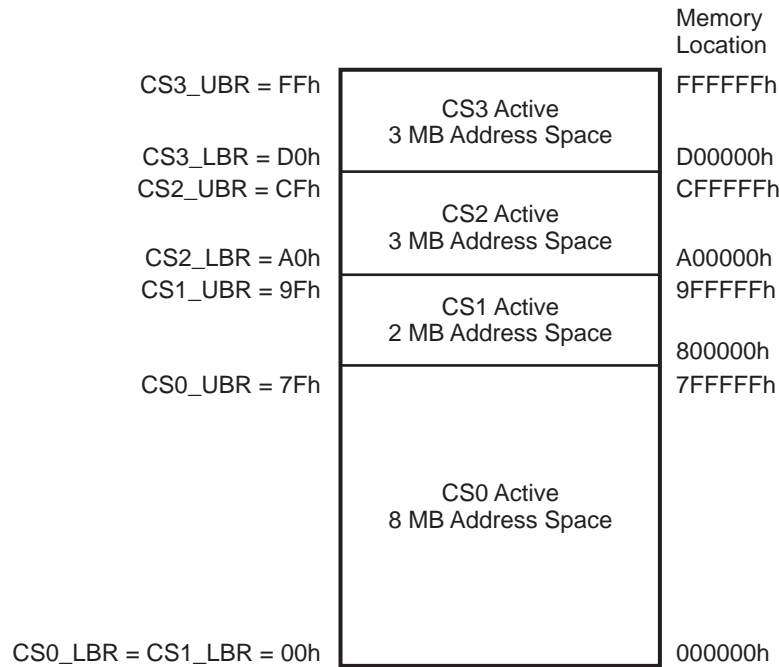 Memory
Location
CS3_UBR = FFh
FFFFFFh
CS3 Active
3 MB Address Space
CS3_LBR = D0h
D00000h
CS2_UBR = CFh
CFFFFFh
CS2 Active
3 MB Address Space
CS2_LBR = A0h
A00000h
CS1_UBR = 9Fh
9FFFFFh
CS1 Active
2 MB Address Space
800000h
CS0_UBR = 7Fh
7FFFFFh
CS0 Active
8 MB Address Space
CS0_LBR = CS1_LBR = 00h
000000h